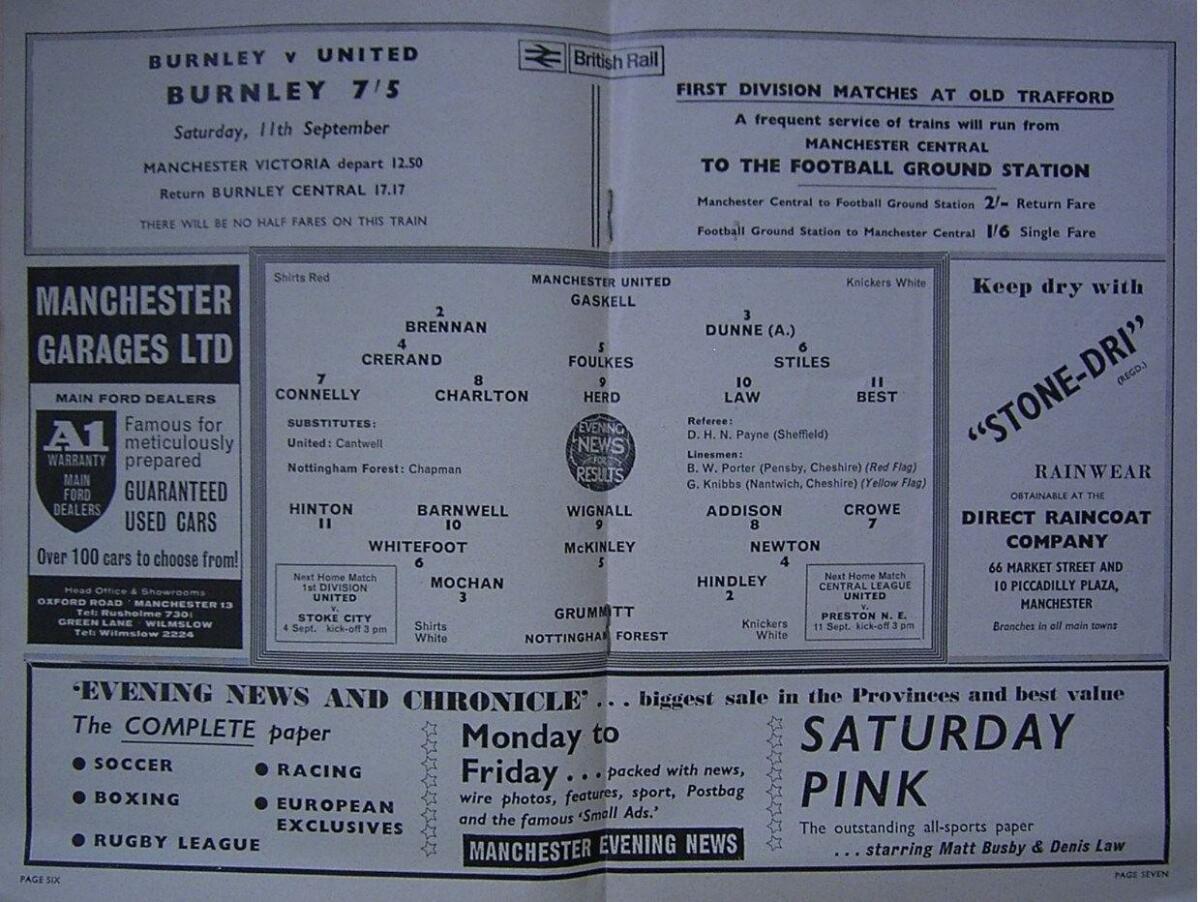 BURNLEY v UNITED
BURNLEY 7'5
Saturday, 11th September
MANCHESTER VICTORIA depart 12.50
Return BURNLEY CENTRAL 17.17
THERE WILL BE NO HALF FARES ON THIS TRAIN
British Rail
FIRST DIVISION MATCHES AT OLD TRAFFORD
A frequent service of trains will run from
MANCHESTER CENTRAL
TO THE FOOTBALL GROUND STATION
Manchester Central to Football Ground Station 2/- Return Fare
Football Ground Station to Manchester Central 1/6 Single Fare
MANCHESTER
GARAGES LTD
MAIN FORD DEALERS
A1
WARRANTY
MAIN
FORD
DEALERS
Famous for
meticulously
prepared
GUARANTEED
USED CARS
Over 100 cars to choose from!
Head Office & Showrooms
OXFORD ROAD · MANCHESTER 13
Tel: Rusholme 7301
GREEN LANE · WILMSLOW
Tel: Wilmslow 2224
Shirts Red
MANCHESTER UNITED
Knickers White
GASKELL
2 3
BRENNAN DUNNE (A.)
4 5 6
CRERAND FOULKES STILES
7 8 9 10 11
CONNELLY CHARLTON HERD LAW BEST
SUBSTITUTES:
United: Cantwell
Nottingham Forest: Chapman
EVENING
NEWS
FOR
RESULTS
Referee:
D. H. N. Payne (Sheffield)
Linesmen:
B. W. Porter (Pensby, Cheshire) (Red Flag)
G. Knibbs (Nantwich, Cheshire) (Yellow Flag)
HINTON BARNWELL WIGNALL ADDISON CROWE
11 10 9 8 7
WHITEFOOT McKINLEY NEWTON
6 5 4
MOCHAN HINDLEY
3 2
GRUMMITT
NOTTINGHAM FOREST
Next Home Match
1st DIVISION
UNITED
v.
STOKE CITY
4 Sept. kick-off 3 pm
Shirts
White
Knickers
White
Next Home Match
CENTRAL LEAGUE
UNITED
v.
PRESTON N. E.
11 Sept. kick-off 3 pm
Keep dry with
"STONE-DRI"
(REGD.)
RAINWEAR
OBTAINABLE AT THE
DIRECT RAINCOAT
COMPANY
66 MARKET STREET AND
10 PICCADILLY PLAZA,
MANCHESTER
Branches in all main towns
'EVENING NEWS AND CHRONICLE' . . . biggest sale in the Provinces and best value
The COMPLETE paper
● SOCCER
● BOXING
● RUGBY LEAGUE
● RACING
● EUROPEAN
EXCLUSIVES
Monday to
Friday . . . packed with news,
wire photos, features, sport, Postbag
and the famous 'Small Ads.'
MANCHESTER EVENING NEWS
SATURDAY
PINK
The outstanding all-sports paper
. . . starring Matt Busby & Denis Law
PAGE SIX
PAGE SEVEN